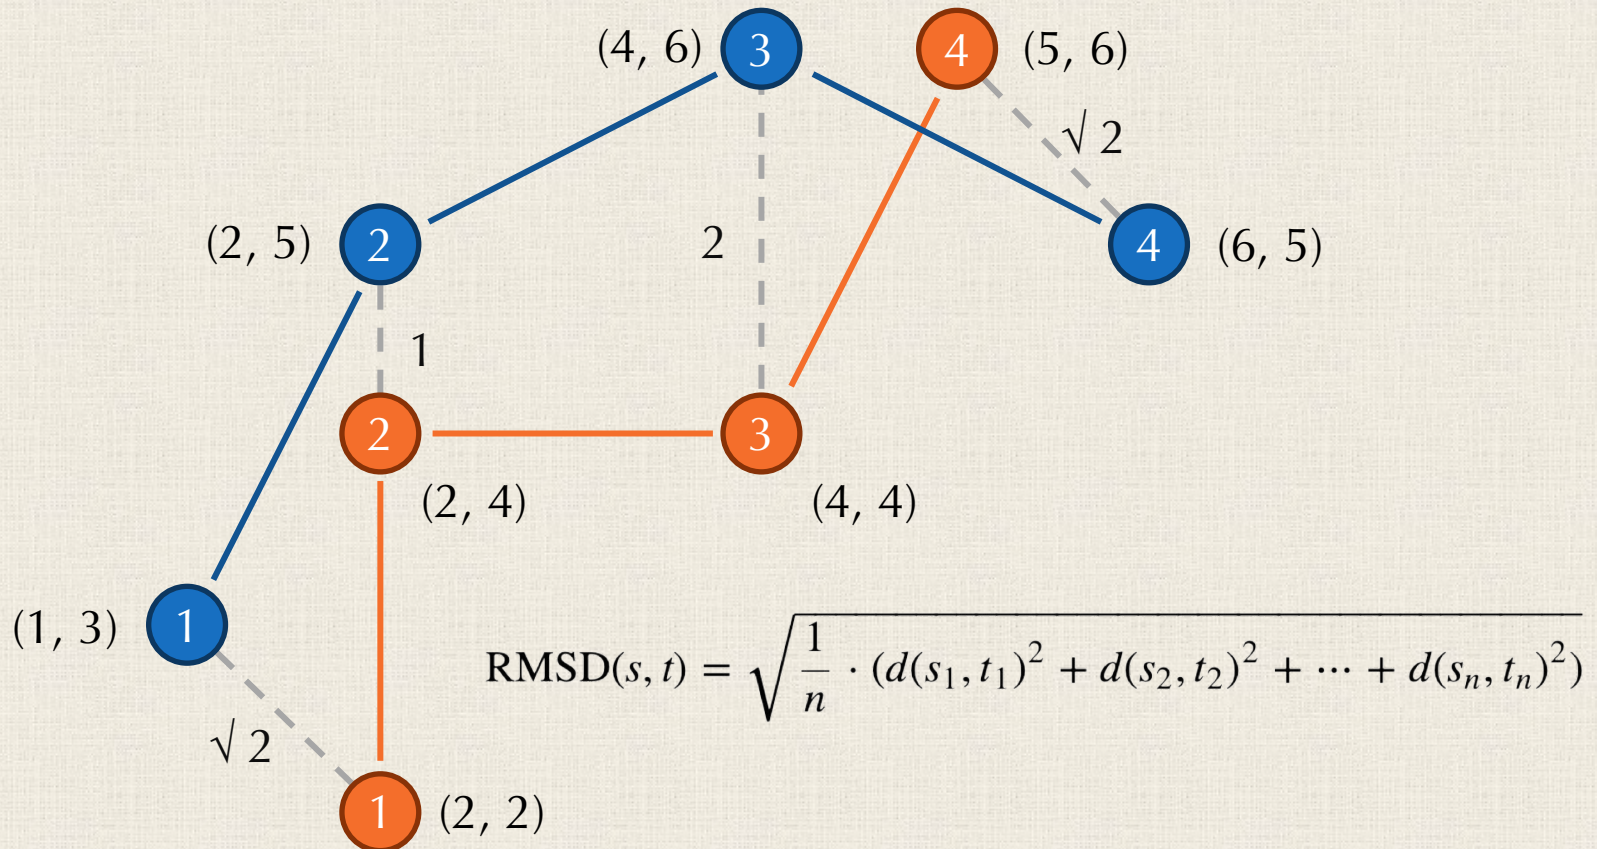 (4, 6) 3 4 (5, 6)
√ 2
(2, 5) 2 2 4 (6, 5)
1
2 3
(2, 4) (4, 4)
(1, 3) 1
RMSD(s, t) = √(1/n · (d(s₁, t₁)² + d(s₂, t₂)² + ⋯ + d(sₙ, tₙ)²))
√ 2
1 (2, 2)